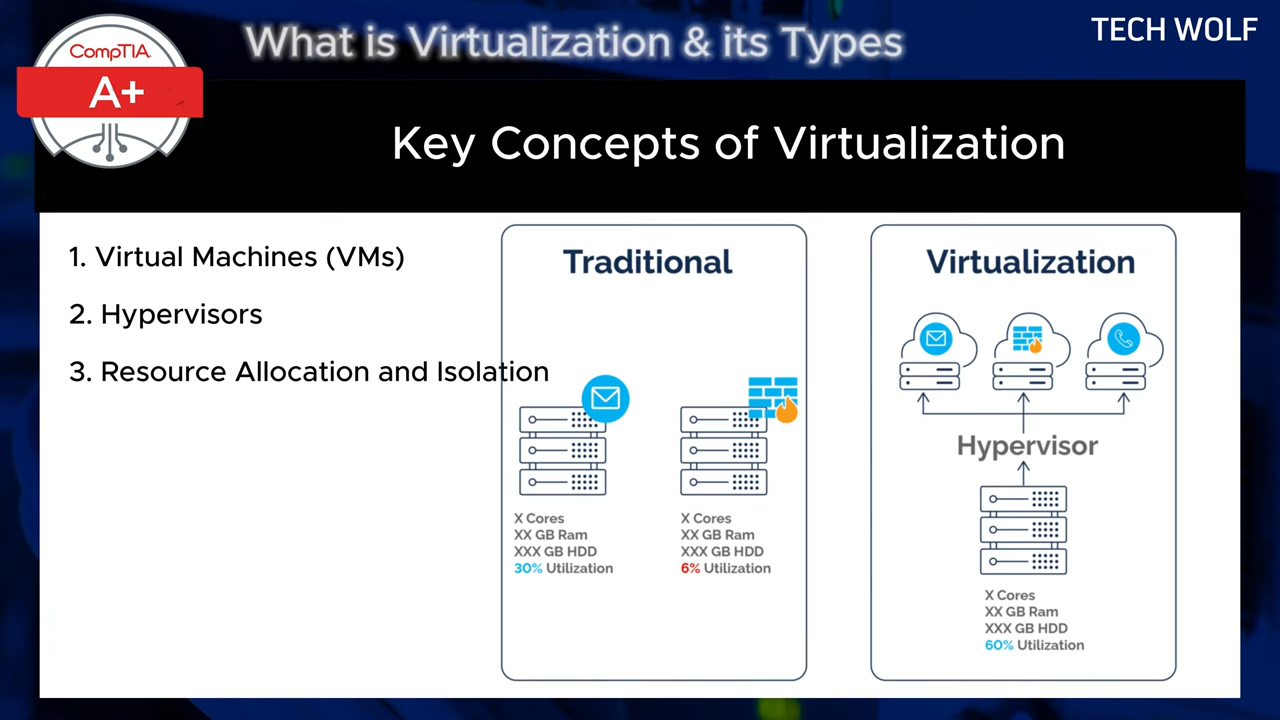 CompTIA.
A+
What is Virtualization & its Types
TECH WOLF
Key Concepts of Virtualization
1. Virtual Machines (VMs)
2. Hypervisors
3. Resource Allocation and Isolation
Traditional
X Cores
XX GB Ram
XXX GB HDD
30% Utilization
X Cores
XX GB Ram
XXX GB HDD
6% Utilization
Virtualization
Hypervisor
X Cores
XX GB Ram
XXX GB HDD
60% Utilization